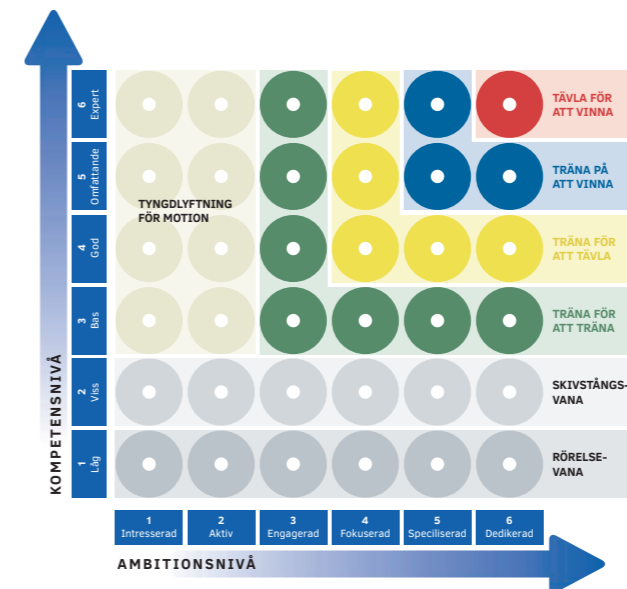 6
Expert
TÄVLA FÖR
ATT VINNA
5
Omfattande
TRÄNA PÅ
ATT VINNA
TYNGDLYFTNING
FÖR MOTION
4
God
TRÄNA FÖR
ATT TÄVLA
3
Bas
TRÄNA FÖR
ATT TRÄNA
2
Viss
SKIVSTÅNGS-
VANA
1
Låg
RÖRELSE-
VANA
KOMPETENSNIVÅ
1
Intresserad
2
Aktiv
3
Engagerad
4
Fokuserad
5
Speciliserad
6
Dedikerad
AMBITIONSNIVÅ